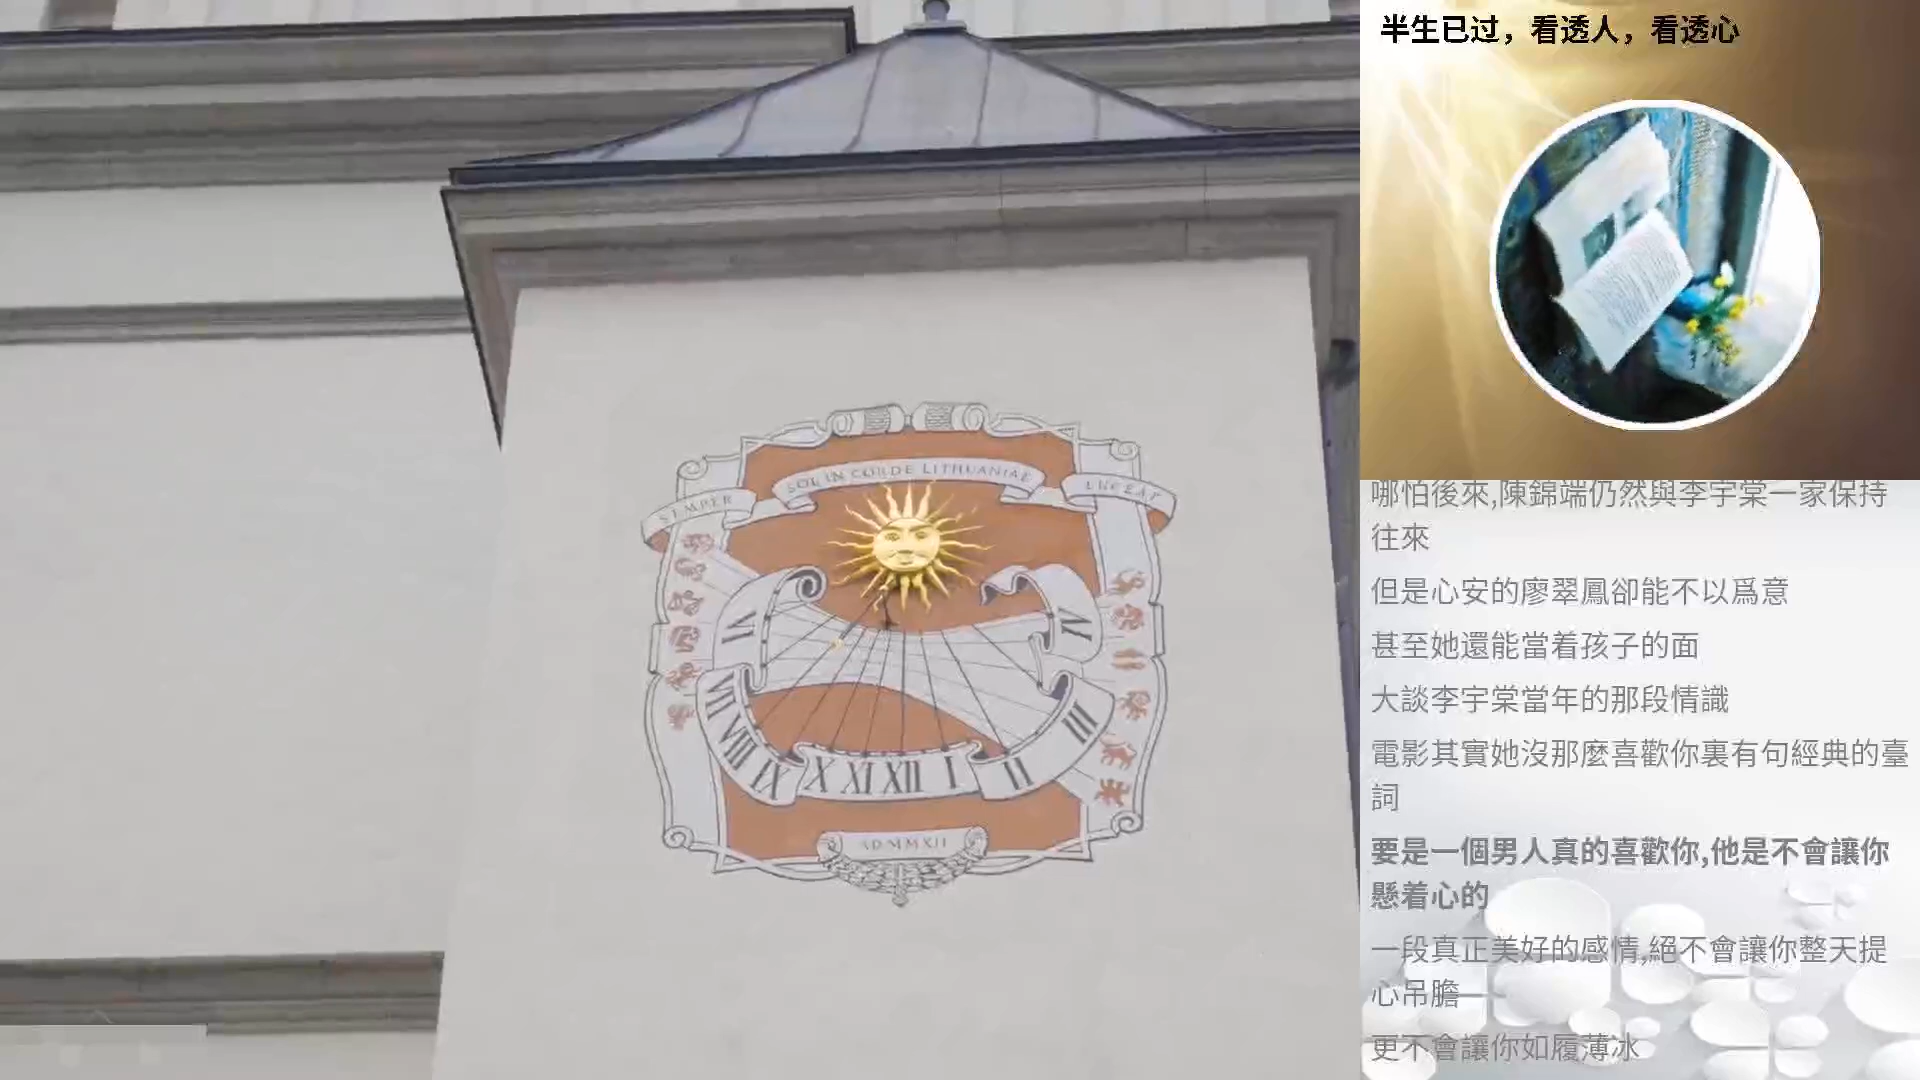 半生已过，看透人，看透心
SEMPER
SOL IN CORDE LITHUANIAE
LUCEAT
VI
VII
VIII
IX
X
XI
XII
I
II
III
IV
AD MMXII
哪怕後來,陳錦端仍然與李宇棠一家保持
往來
但是心安的廖翠鳳卻能不以爲意
甚至她還能當着孩子的面
大談李宇棠當年的那段情識
電影其實她沒那麼喜歡你裏有句經典的臺
詞
要是一個男人真的喜歡你,他是不會讓你
懸着心的
一段真正美好的感情,絕不會讓你整天提
心吊膽
更不會讓你如履薄冰